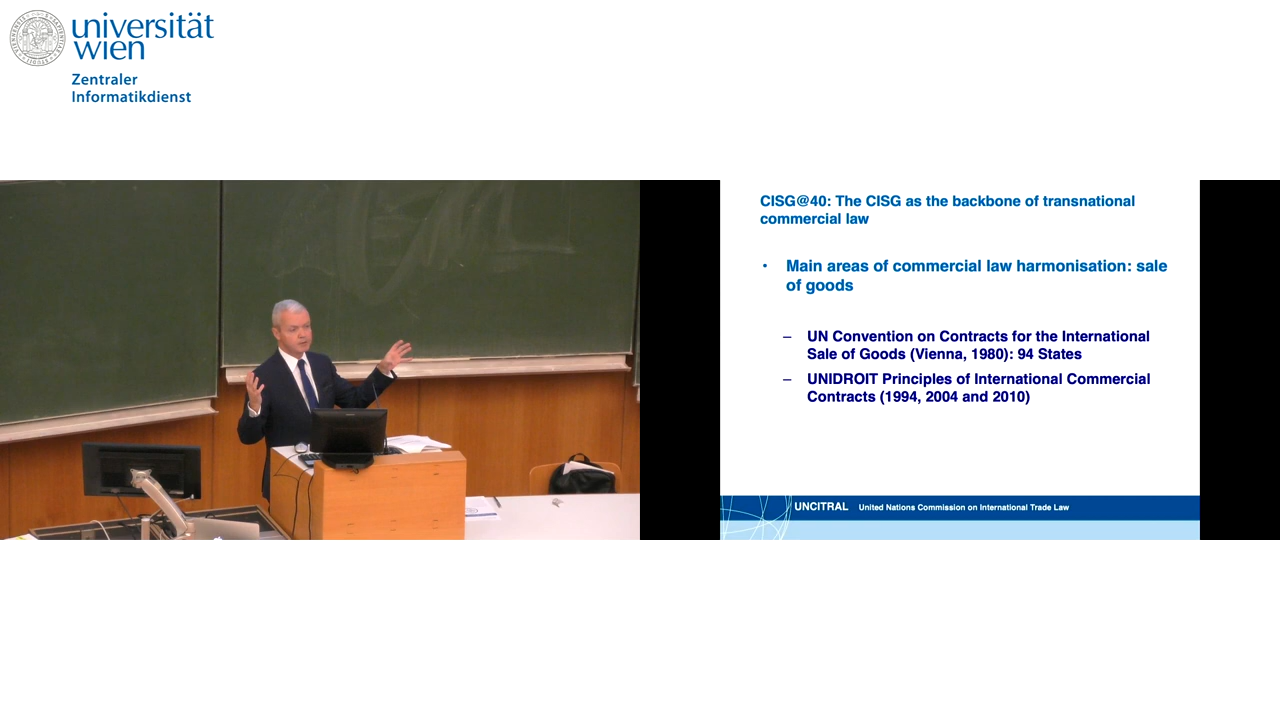 universität
wien
Zentraler
Informatikdienst
CISG@40: The CISG as the backbone of transnational
commercial law
• Main areas of commercial law harmonisation: sale
of goods
– UN Convention on Contracts for the International
Sale of Goods (Vienna, 1980): 94 States
– UNIDROIT Principles of International Commercial
Contracts (1994, 2004 and 2010)
UNCITRAL United Nations Commission on International Trade Law